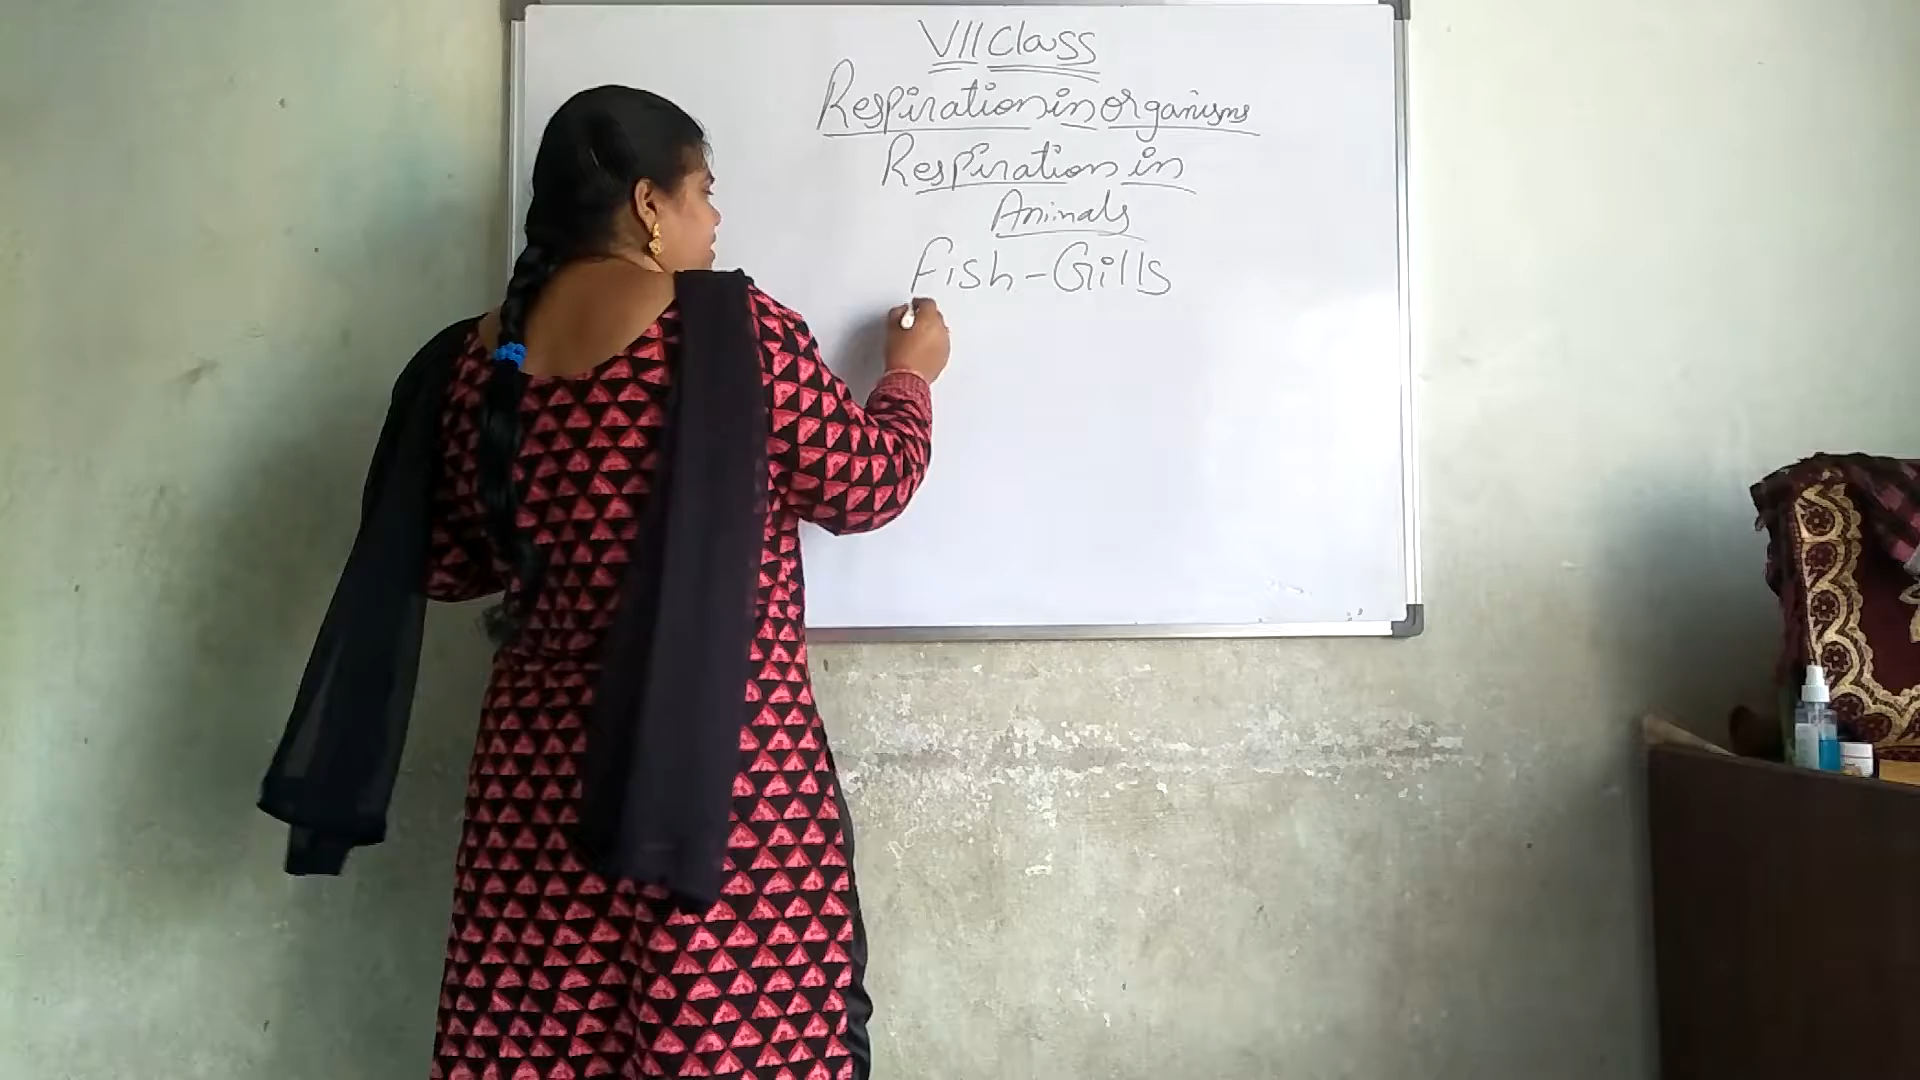 VII Class
Respiration in organisms
Respiration in
Animals
Fish-Gills